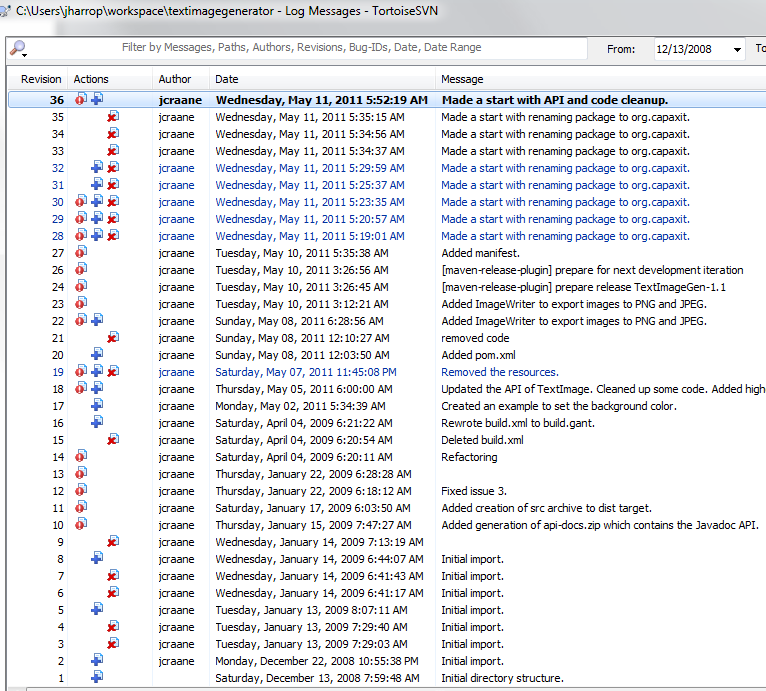 C:\Users\jharrop\workspace\textimagegenerator - Log Messages - TortoiseSVN
Filter by Messages, Paths, Authors, Revisions, Bug-IDs, Date, Date Range From: 12/13/2008 To
Revision Actions Author Date Message
36 jcraane Wednesday, May 11, 2011 5:52:19 AM Made a start with API and code cleanup.
35 jcraane Wednesday, May 11, 2011 5:35:15 AM Made a start with renaming package to org.capaxit.
34 jcraane Wednesday, May 11, 2011 5:34:56 AM Made a start with renaming package to org.capaxit.
33 jcraane Wednesday, May 11, 2011 5:34:37 AM Made a start with renaming package to org.capaxit.
32 jcraane Wednesday, May 11, 2011 5:29:59 AM Made a start with renaming package to org.capaxit.
31 jcraane Wednesday, May 11, 2011 5:25:37 AM Made a start with renaming package to org.capaxit.
30 jcraane Wednesday, May 11, 2011 5:23:35 AM Made a start with renaming package to org.capaxit.
29 jcraane Wednesday, May 11, 2011 5:20:57 AM Made a start with renaming package to org.capaxit.
28 jcraane Wednesday, May 11, 2011 5:19:01 AM Made a start with renaming package to org.capaxit.
27 jcraane Tuesday, May 10, 2011 5:35:38 AM Added manifest.
26 jcraane Tuesday, May 10, 2011 3:26:56 AM [maven-release-plugin] prepare for next development iteration
24 jcraane Tuesday, May 10, 2011 3:26:45 AM [maven-release-plugin] prepare release TextImageGen-1.1
23 jcraane Tuesday, May 10, 2011 3:12:21 AM Added ImageWriter to export images to PNG and JPEG.
22 jcraane Sunday, May 08, 2011 6:28:56 AM Added ImageWriter to export images to PNG and JPEG.
21 jcraane Sunday, May 08, 2011 12:10:27 AM removed code
20 jcraane Sunday, May 08, 2011 12:03:50 AM Added pom.xml
19 jcraane Saturday, May 07, 2011 11:45:08 PM Removed the resources.
18 jcraane Thursday, May 05, 2011 6:00:00 AM Updated the API of TextImage. Cleaned up some code. Added high
17 jcraane Monday, May 02, 2011 5:34:39 AM Created an example to set the background color.
16 jcraane Saturday, April 04, 2009 6:21:22 AM Rewrote build.xml to build.gant.
15 jcraane Saturday, April 04, 2009 6:20:54 AM Deleted build.xml
14 jcraane Saturday, April 04, 2009 6:20:11 AM Refactoring
13 jcraane Thursday, January 22, 2009 6:28:28 AM
12 jcraane Thursday, January 22, 2009 6:18:12 AM Fixed issue 3.
11 jcraane Saturday, January 17, 2009 6:03:50 AM Added creation of src archive to dist target.
10 jcraane Thursday, January 15, 2009 7:47:27 AM Added generation of api-docs.zip which contains the Javadoc API.
9 jcraane Wednesday, January 14, 2009 7:13:19 AM
8 jcraane Wednesday, January 14, 2009 6:44:07 AM Initial import.
7 jcraane Wednesday, January 14, 2009 6:41:43 AM Initial import.
6 jcraane Wednesday, January 14, 2009 6:41:17 AM Initial import.
5 jcraane Tuesday, January 13, 2009 8:07:11 AM Initial import.
4 jcraane Tuesday, January 13, 2009 7:29:40 AM Initial import.
3 jcraane Tuesday, January 13, 2009 7:29:03 AM Initial import.
2 jcraane Monday, December 22, 2008 10:55:38 PM Initial import.
1 Saturday, December 13, 2008 7:59:48 AM Initial directory structure.